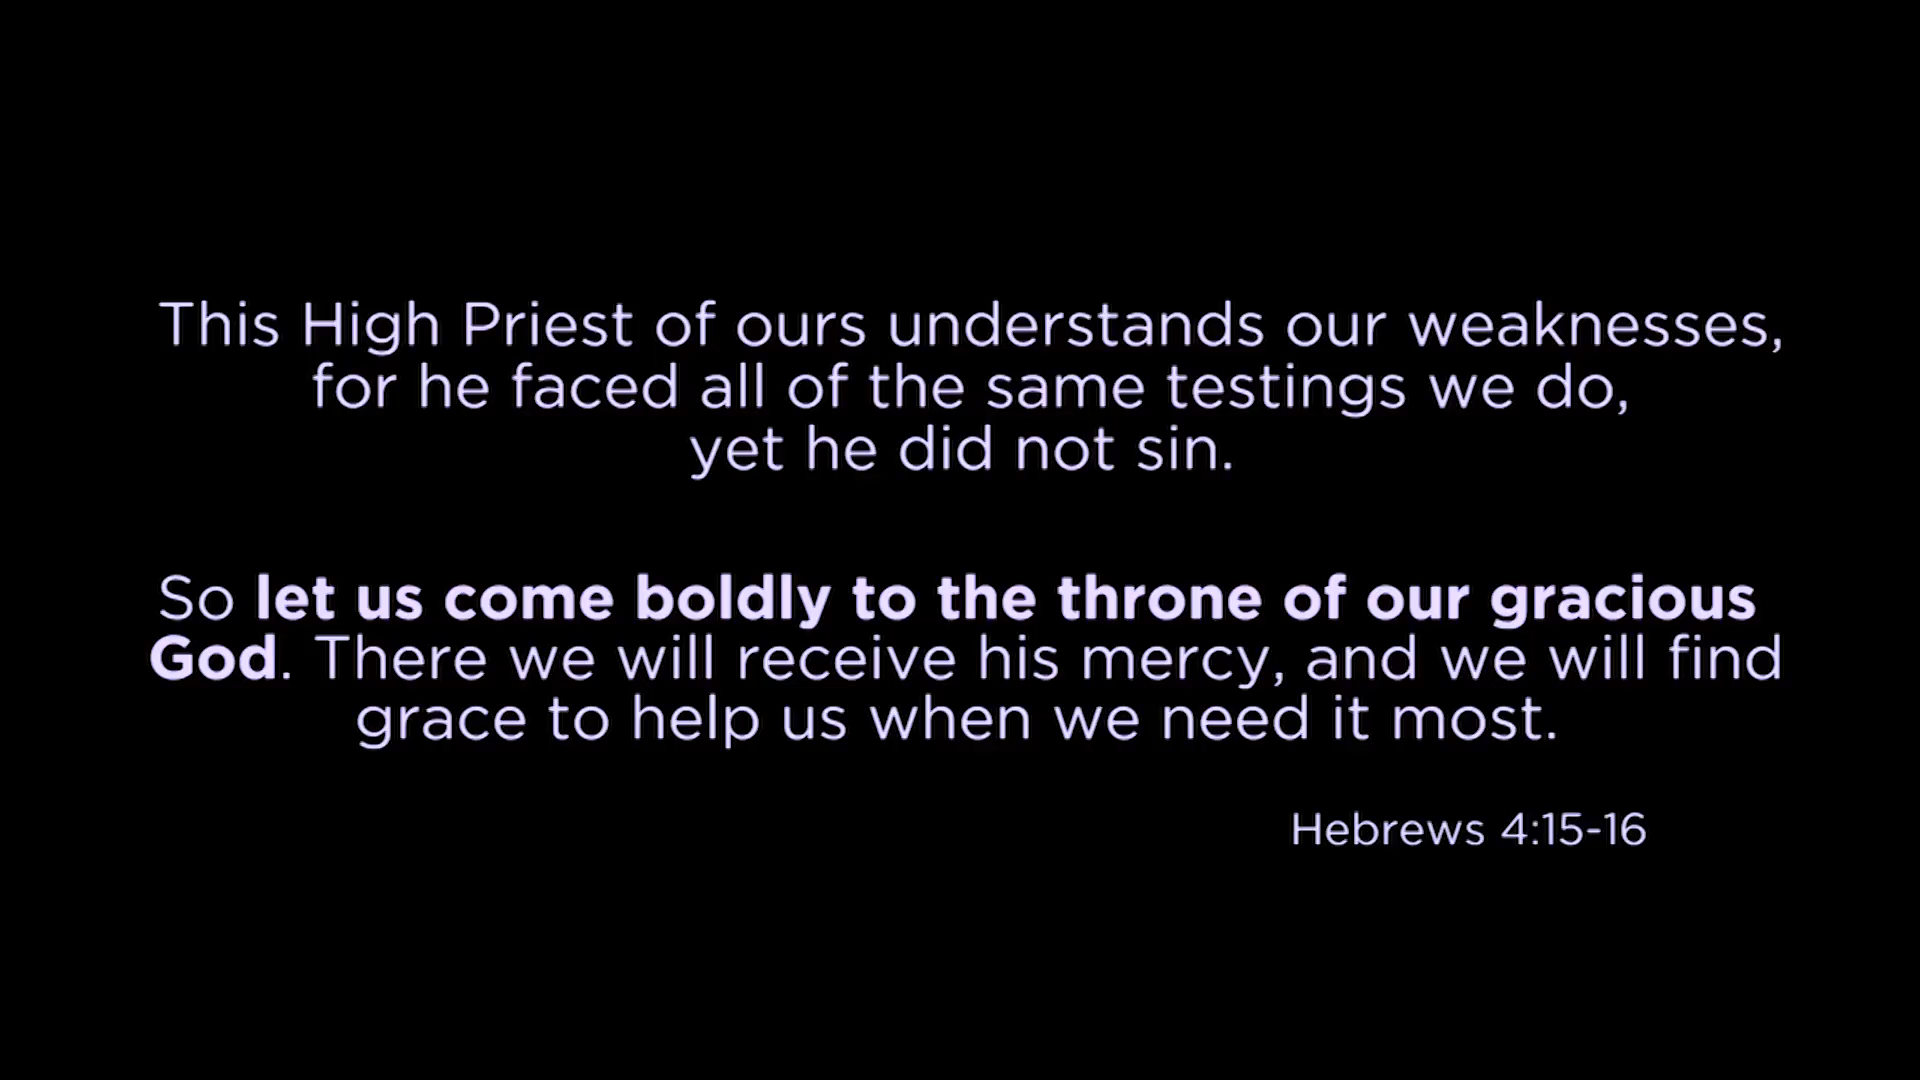 This High Priest of ours understands our weaknesses,
for he faced all of the same testings we do,
yet he did not sin.
So let us come boldly to the throne of our gracious
God. There we will receive his mercy, and we will find
grace to help us when we need it most.
Hebrews 4:15-16